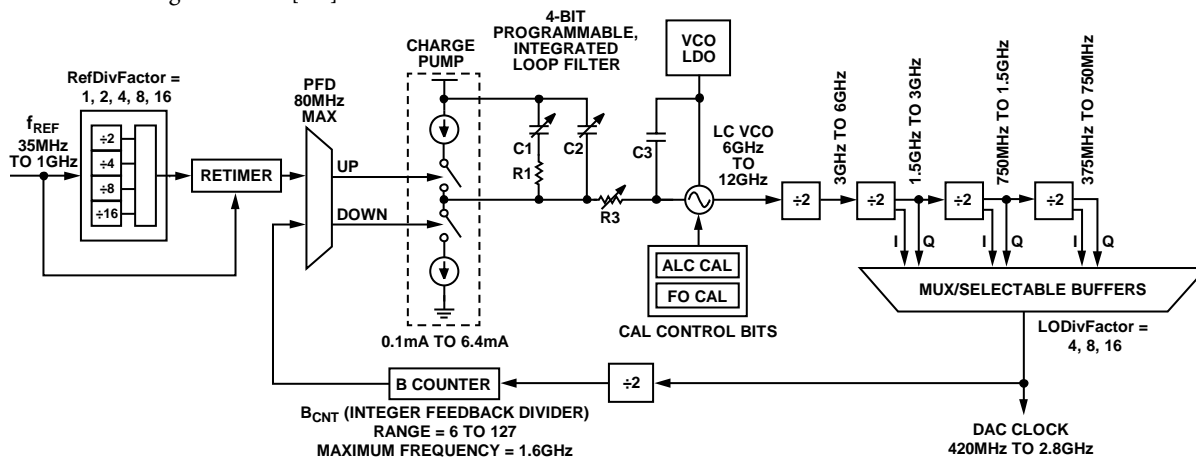 4-BIT
PROGRAMMABLE,
INTEGRATED
LOOP FILTER
CHARGE
PUMP
VCO
LDO
RefDivFactor =
1, 2, 4, 8, 16
PFD
80MHz
MAX
fREF
35MHz
TO 1GHz
÷2
÷4
÷8
÷16
RETIMER
UP
DOWN
C1
R1
C2
R3
C3
LC VCO
6GHz
TO
12GHz
÷2
3GHz TO 6GHz
÷2
1.5GHz TO 3GHz
÷2
750MHz TO 1.5GHz
÷2
375MHz TO 750MHz
I
Q
I
Q
I
Q
ALC CAL
FO CAL
CAL CONTROL BITS
MUX/SELECTABLE BUFFERS
LODivFactor =
4, 8, 16
0.1mA TO 6.4mA
B COUNTER
÷2
BCNT (INTEGER FEEDBACK DIVIDER)
RANGE = 6 TO 127
MAXIMUM FREQUENCY = 1.6GHz
DAC CLOCK
420MHz TO 2.8GHz